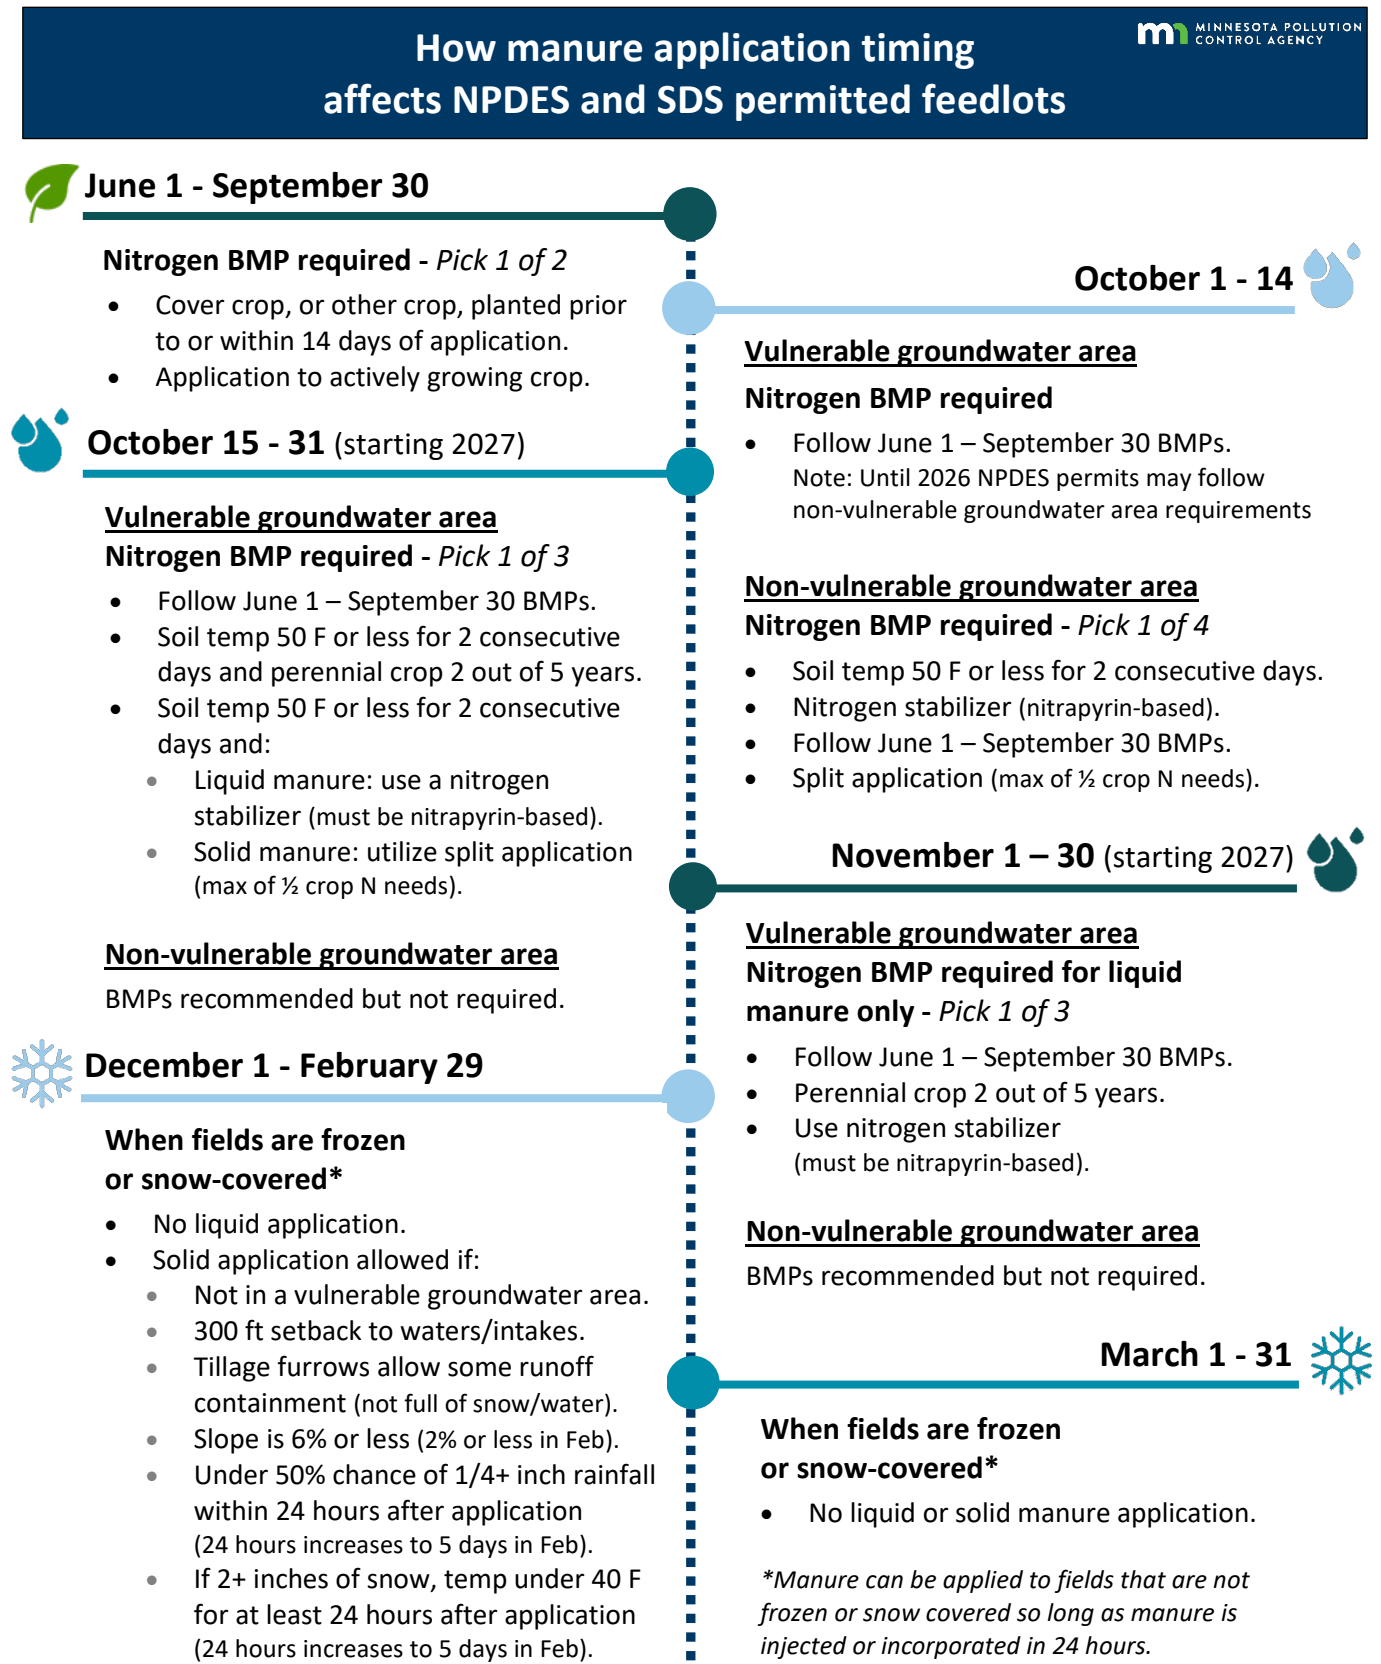 How manure application timing
affects NPDES and SDS permitted feedlots
MINNESOTA POLLUTION
CONTROL AGENCY
June 1 - September 30
Nitrogen BMP required - Pick 1 of 2
• Cover crop, or other crop, planted prior
to or within 14 days of application.
• Application to actively growing crop.
October 1 - 14
Vulnerable groundwater area
Nitrogen BMP required
• Follow June 1 – September 30 BMPs.
Note: Until 2026 NPDES permits may follow
non-vulnerable groundwater area requirements
Non-vulnerable groundwater area
Nitrogen BMP required - Pick 1 of 4
• Soil temp 50 F or less for 2 consecutive days.
• Nitrogen stabilizer (nitrapyrin-based).
• Follow June 1 – September 30 BMPs.
• Split application (max of ½ crop N needs).
October 15 - 31 (starting 2027)
Vulnerable groundwater area
Nitrogen BMP required - Pick 1 of 3
• Follow June 1 – September 30 BMPs.
• Soil temp 50 F or less for 2 consecutive
days and perennial crop 2 out of 5 years.
• Soil temp 50 F or less for 2 consecutive
days and:
• Liquid manure: use a nitrogen
stabilizer (must be nitrapyrin-based).
• Solid manure: utilize split application
(max of ½ crop N needs).
Non-vulnerable groundwater area
BMPs recommended but not required.
November 1 – 30 (starting 2027)
Vulnerable groundwater area
Nitrogen BMP required for liquid
manure only - Pick 1 of 3
• Follow June 1 – September 30 BMPs.
• Perennial crop 2 out of 5 years.
• Use nitrogen stabilizer
(must be nitrapyrin-based).
Non-vulnerable groundwater area
BMPs recommended but not required.
December 1 - February 29
When fields are frozen
or snow-covered*
• No liquid application.
• Solid application allowed if:
• Not in a vulnerable groundwater area.
• 300 ft setback to waters/intakes.
• Tillage furrows allow some runoff
containment (not full of snow/water).
• Slope is 6% or less (2% or less in Feb).
• Under 50% chance of 1/4+ inch rainfall
within 24 hours after application
(24 hours increases to 5 days in Feb).
• If 2+ inches of snow, temp under 40 F
for at least 24 hours after application
(24 hours increases to 5 days in Feb).
March 1 - 31
When fields are frozen
or snow-covered*
• No liquid or solid manure application.
*Manure can be applied to fields that are not
frozen or snow covered so long as manure is
injected or incorporated in 24 hours.